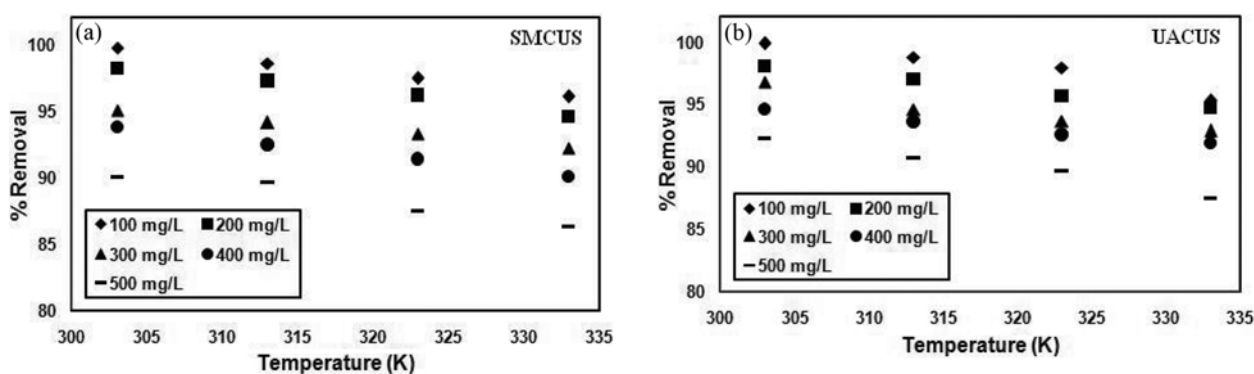 (a)
SMCUS
100
95
90
85
80
% Removal
100 mg/L 200 mg/L
300 mg/L 400 mg/L
500 mg/L
300 305 310 315 320 325 330 335
Temperature (K)
(b)
UACUS
100
95
90
85
80
% Removal
100 mg/L 200 mg/L
300 mg/L 400 mg/L
500 mg/L
300 305 310 315 320 325 330 335
Temperature (K)